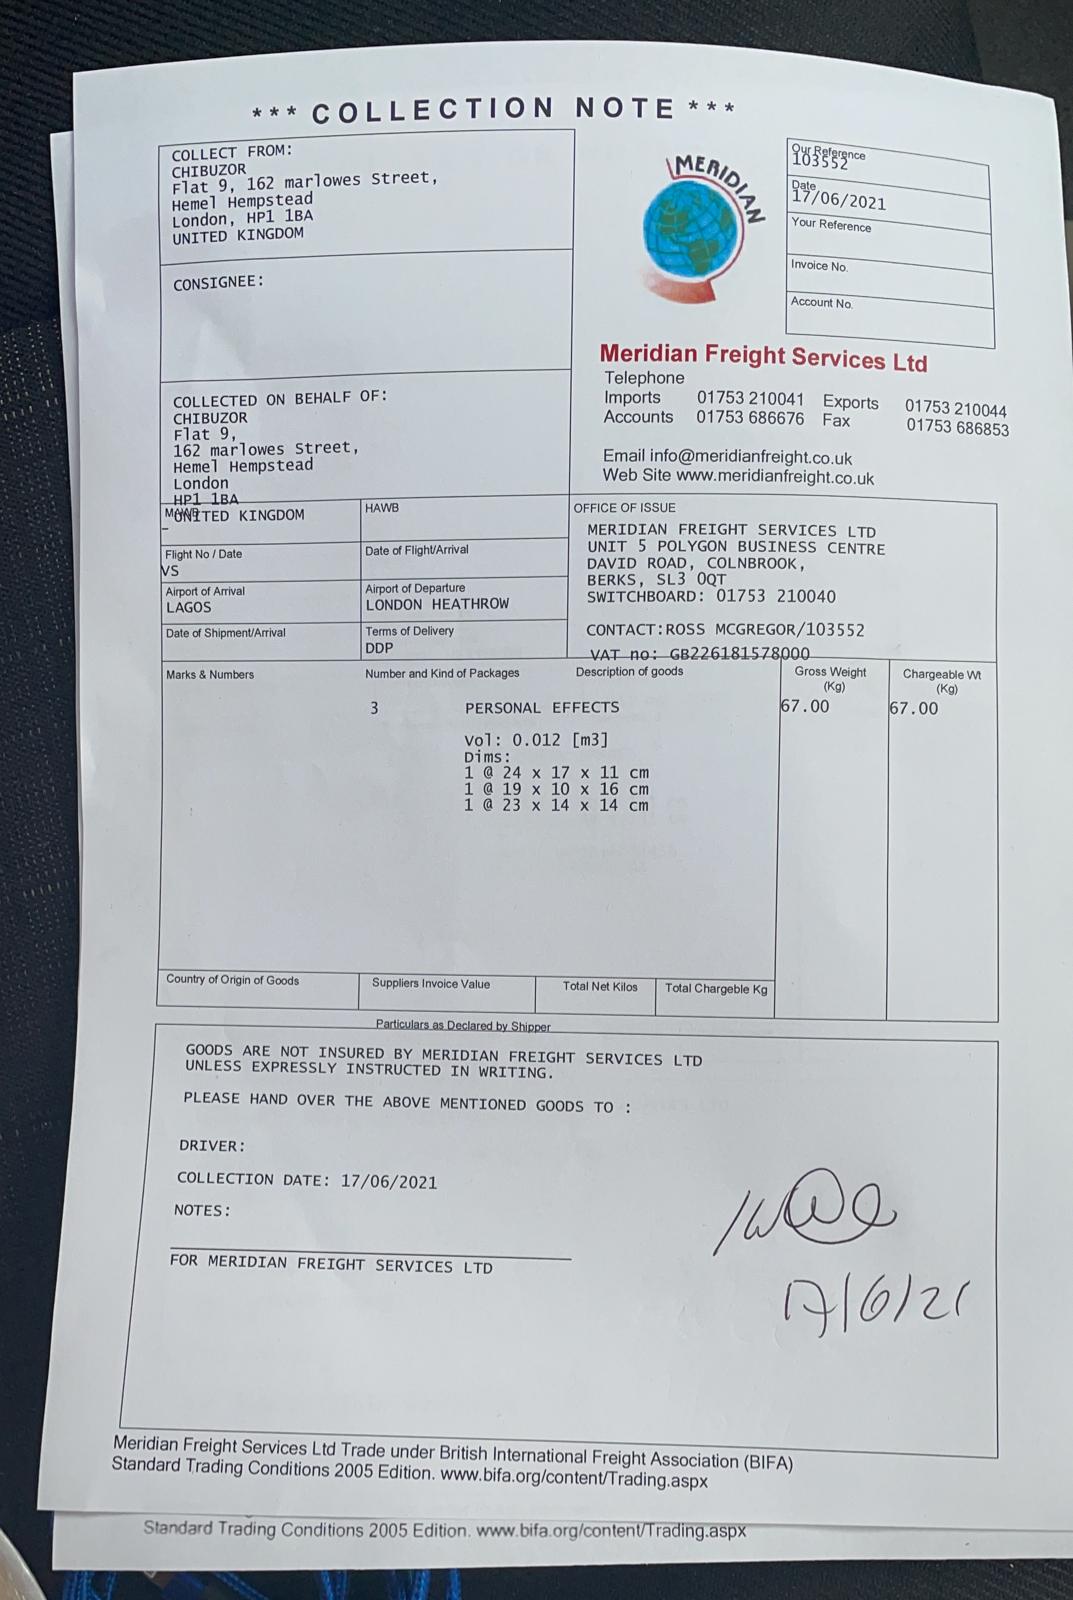 *** COLLECTION NOTE ***
COLLECT FROM:
CHIBUZOR
Flat 9, 162 marlowes Street,
Hemel Hempstead
London, HP1 1BA
UNITED KINGDOM
CONSIGNEE:
COLLECTED ON BEHALF OF:
CHIBUZOR
Flat 9,
162 marlowes Street,
Hemel Hempstead
London
HP1 1BA
UNITED KINGDOM
MERIDIAN
Our Reference
103552
Date
17/06/2021
Your Reference
Invoice No.
Account No.
Meridian Freight Services Ltd
Telephone
Imports 01753 210041 Exports 01753 210044
Accounts 01753 686676 Fax 01753 686853
Email info@meridianfreight.co.uk
Web Site www.meridianfreight.co.uk
MAWB
-
HAWB
Flight No / Date
VS
Date of Flight/Arrival
Airport of Arrival
LAGOS
Airport of Departure
LONDON HEATHROW
Date of Shipment/Arrival
Terms of Delivery
DDP
OFFICE OF ISSUE
MERIDIAN FREIGHT SERVICES LTD
UNIT 5 POLYGON BUSINESS CENTRE
DAVID ROAD, COLNBROOK,
BERKS, SL3 0QT
SWITCHBOARD: 01753 210040
CONTACT:ROSS MCGREGOR/103552
VAT no: GB226181578000
Marks & Numbers
Number and Kind of Packages
Description of goods
Gross Weight
(Kg)
Chargeable Wt
(Kg)
3 PERSONAL EFFECTS 67.00 67.00
Vol: 0.012 [m3]
Dims:
1 @ 24 x 17 x 11 cm
1 @ 19 x 10 x 16 cm
1 @ 23 x 14 x 14 cm
Country of Origin of Goods
Suppliers Invoice Value
Total Net Kilos
Total Chargeble Kg
Particulars as Declared by Shipper
GOODS ARE NOT INSURED BY MERIDIAN FREIGHT SERVICES LTD
UNLESS EXPRESSLY INSTRUCTED IN WRITING.
PLEASE HAND OVER THE ABOVE MENTIONED GOODS TO :
DRIVER:
COLLECTION DATE: 17/06/2021
NOTES:
FOR MERIDIAN FREIGHT SERVICES LTD
17/6/21
Meridian Freight Services Ltd Trade under British International Freight Association (BIFA)
Standard Trading Conditions 2005 Edition. www.bifa.org/content/Trading.aspx
Standard Trading Conditions 2005 Edition. www.bifa.org/content/Trading.aspx